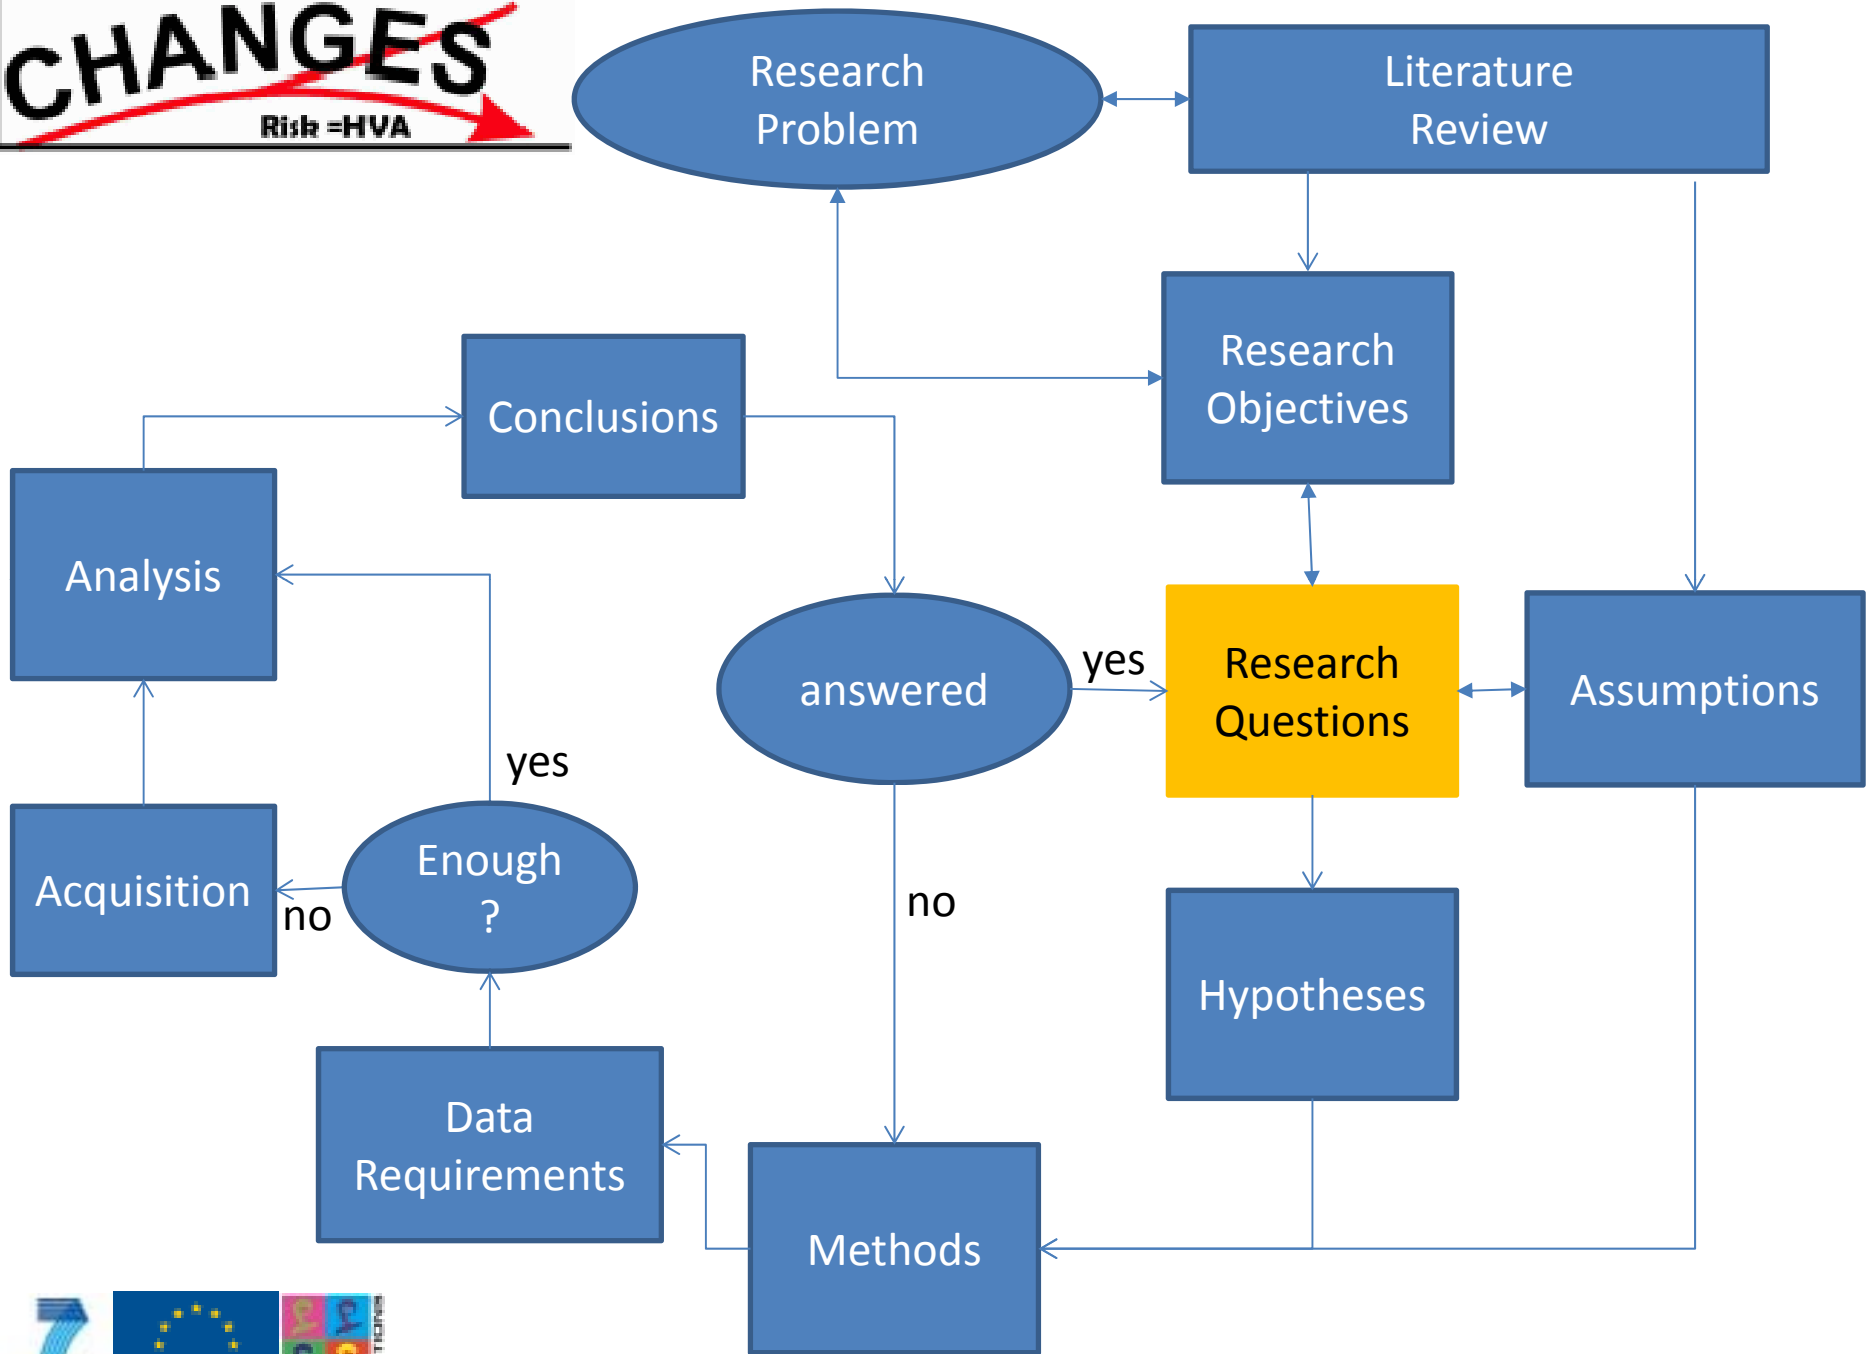 CHANGES
Risk =HVA
Research
Problem
Literature
Review
Research
Objectives
Conclusions
Analysis
answered
yes
Research
Questions
Assumptions
yes
Acquisition
no
Enough
?
no
Hypotheses
Data
Requirements
Methods
7